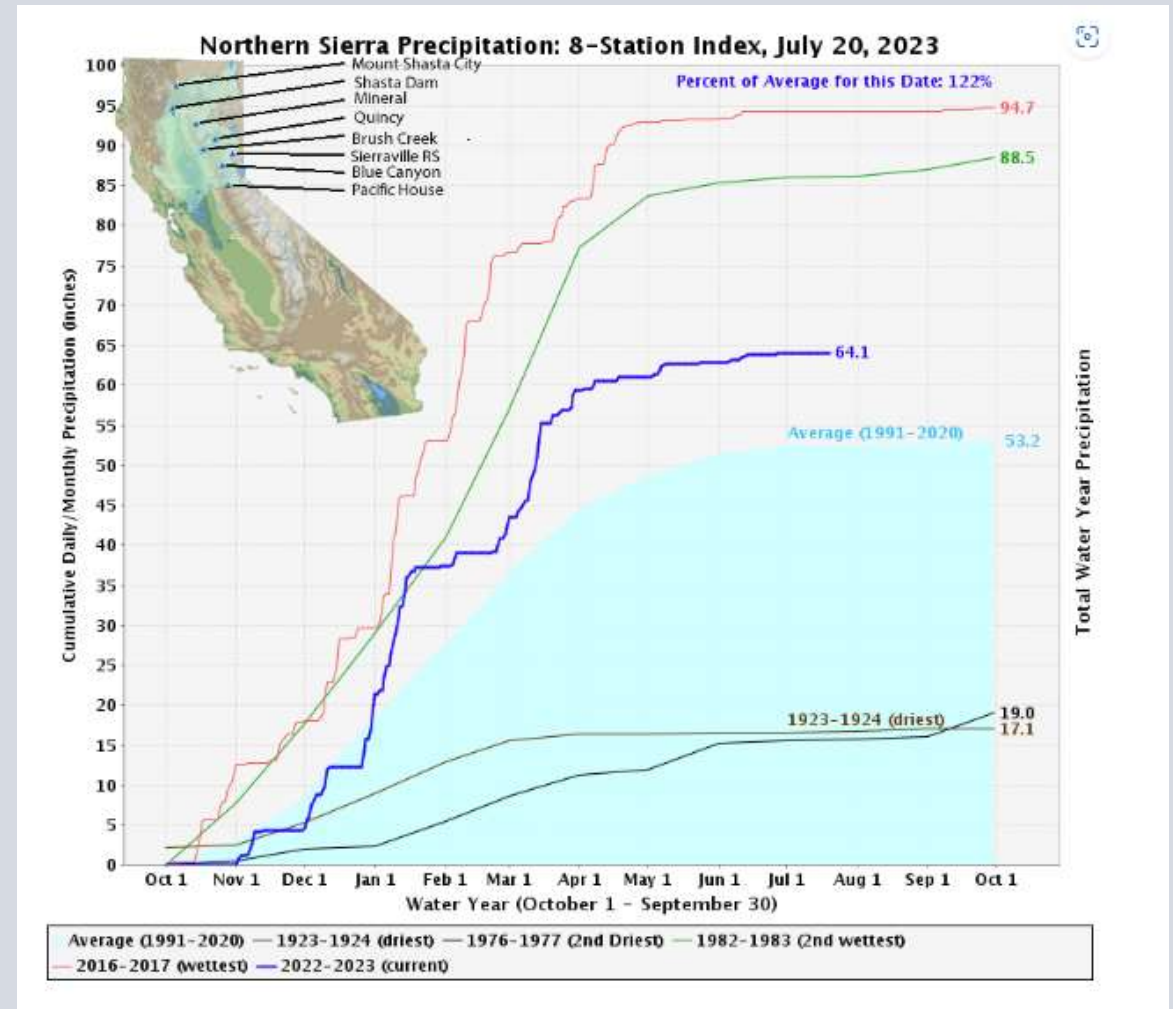 Northern Sierra Precipitation: 8-Station Index, July 20, 2023
Percent of Average for this Date: 122%
Mount Shasta City
Shasta Dam
Mineral
Quincy
Brush Creek
Sierraville RS
Blue Canyon
Pacific House
100
95
90
85
80
75
70
65
60
55
50
45
40
35
30
25
20
15
10
5
0
Cumulative Daily/Monthly Precipitation (inches)
94.7
88.5
64.1
Average (1991-2020)
53.2
1923-1924 (driest)
19.0
17.1
Total Water Year Precipitation
Oct 1 Nov 1 Dec 1 Jan 1 Feb 1 Mar 1 Apr 1 May 1 Jun 1 Jul 1 Aug 1 Sep 1 Oct 1
Water Year (October 1 - September 30)
Average (1991-2020) 1923-1924 (driest) 1976-1977 (2nd Driest) 1982-1983 (2nd wettest)
2016-2017 (wettest) 2022-2023 (current)